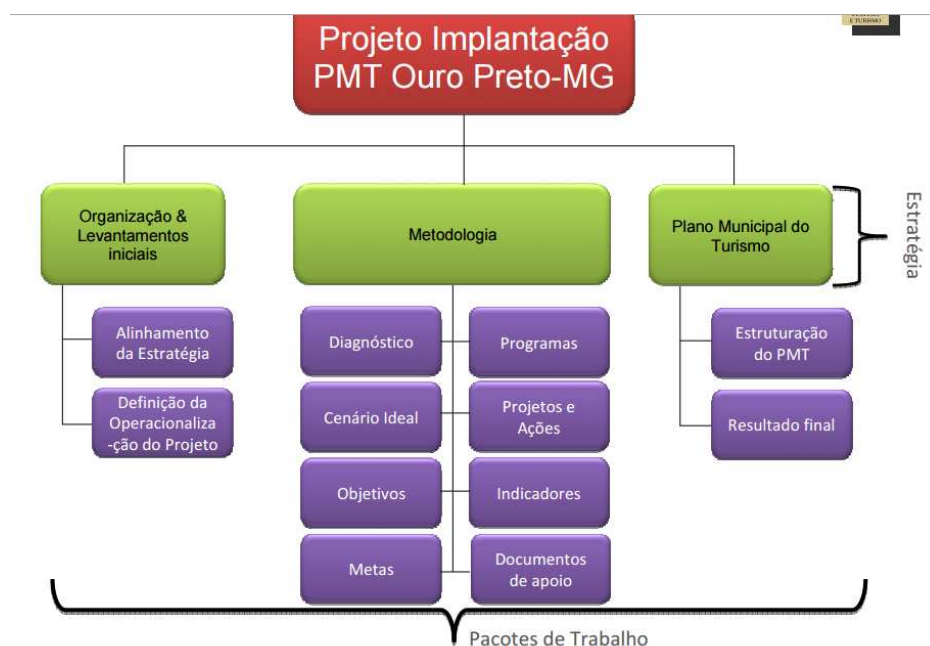 E TURISMO
Projeto Implantação
PMT Ouro Preto-MG
Organização &
Levantamentos
iniciais
Metodologia
Plano Municipal do
Turismo
Estratégia
Alinhamento
da Estratégia
Definição da
Operacionaliza
-ção do Projeto
Diagnóstico
Programas
Cenário Ideal
Projetos e
Ações
Objetivos
Indicadores
Metas
Documentos
de apoio
Estruturação
do PMT
Resultado final
Pacotes de Trabalho